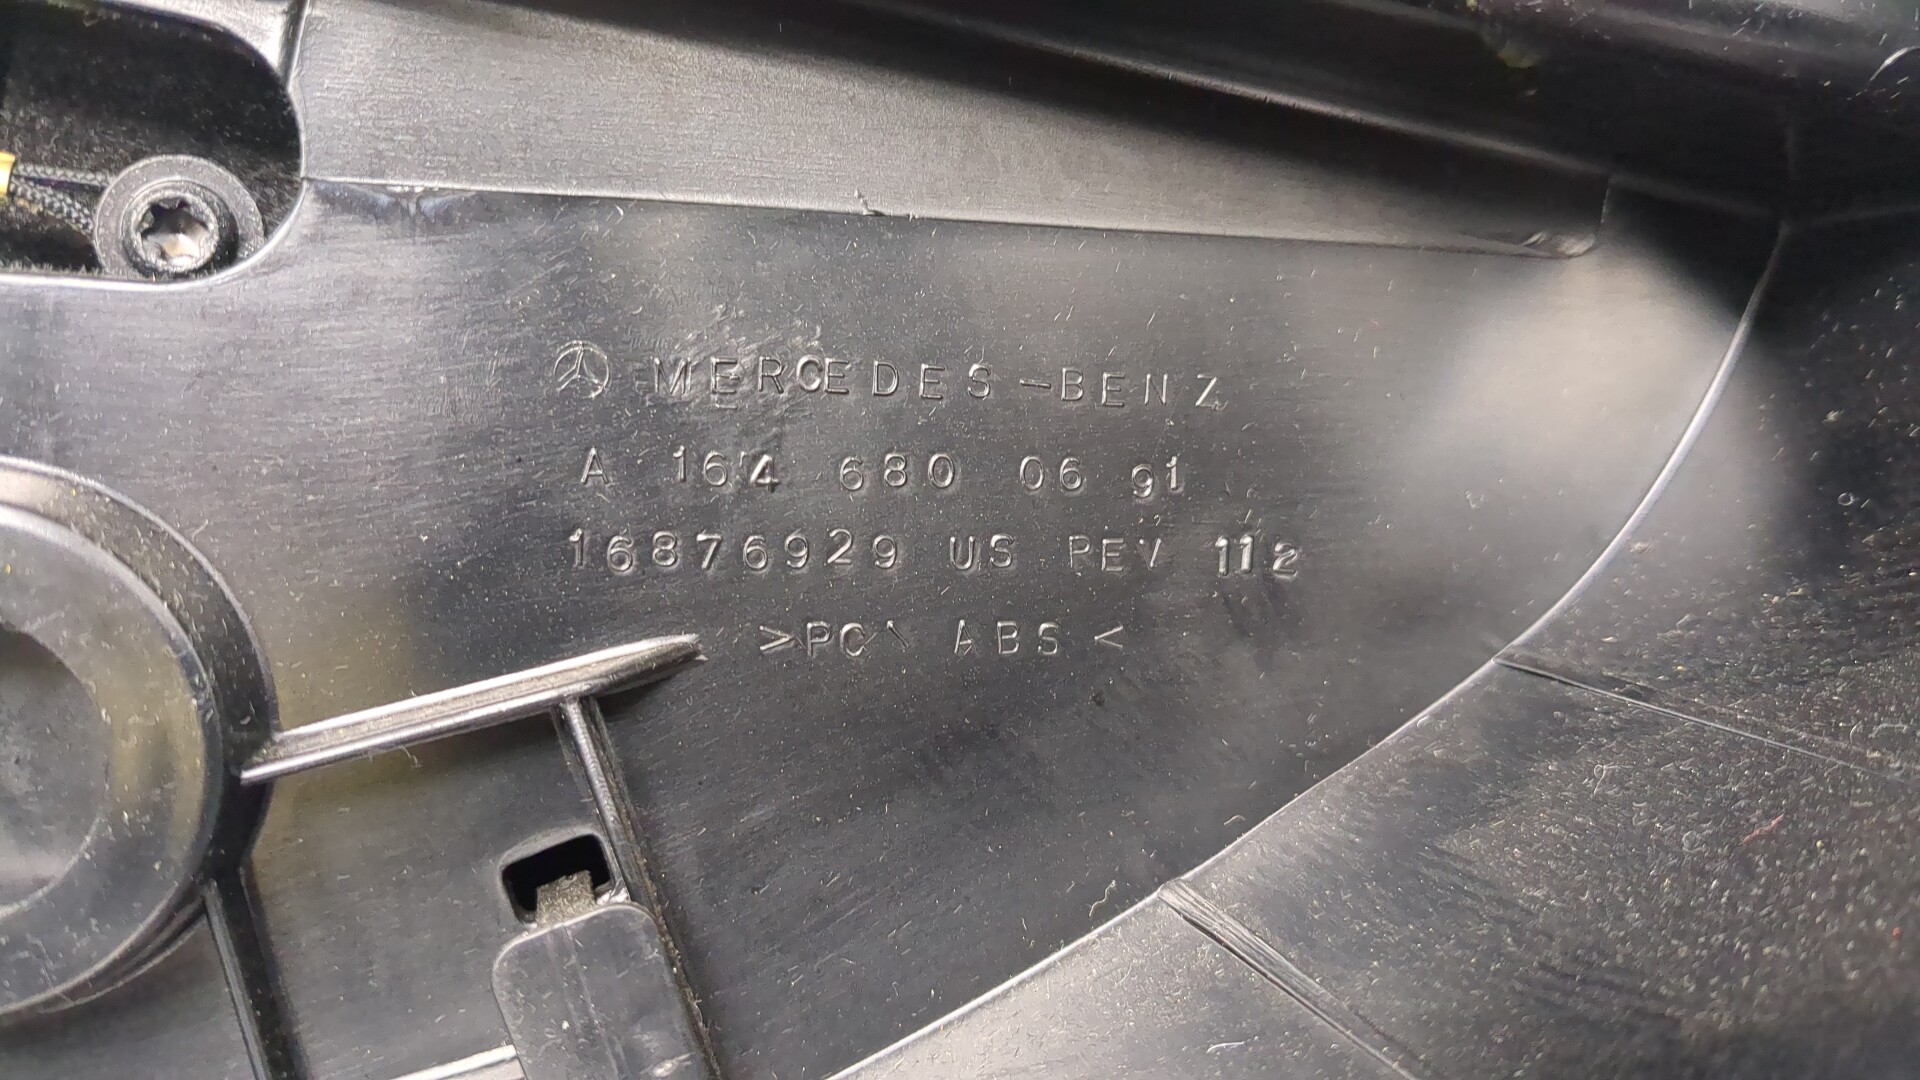 MERCEDES-BENZ
A 164 680 06 91
16876929 US REV 112
>PC\ ABS<